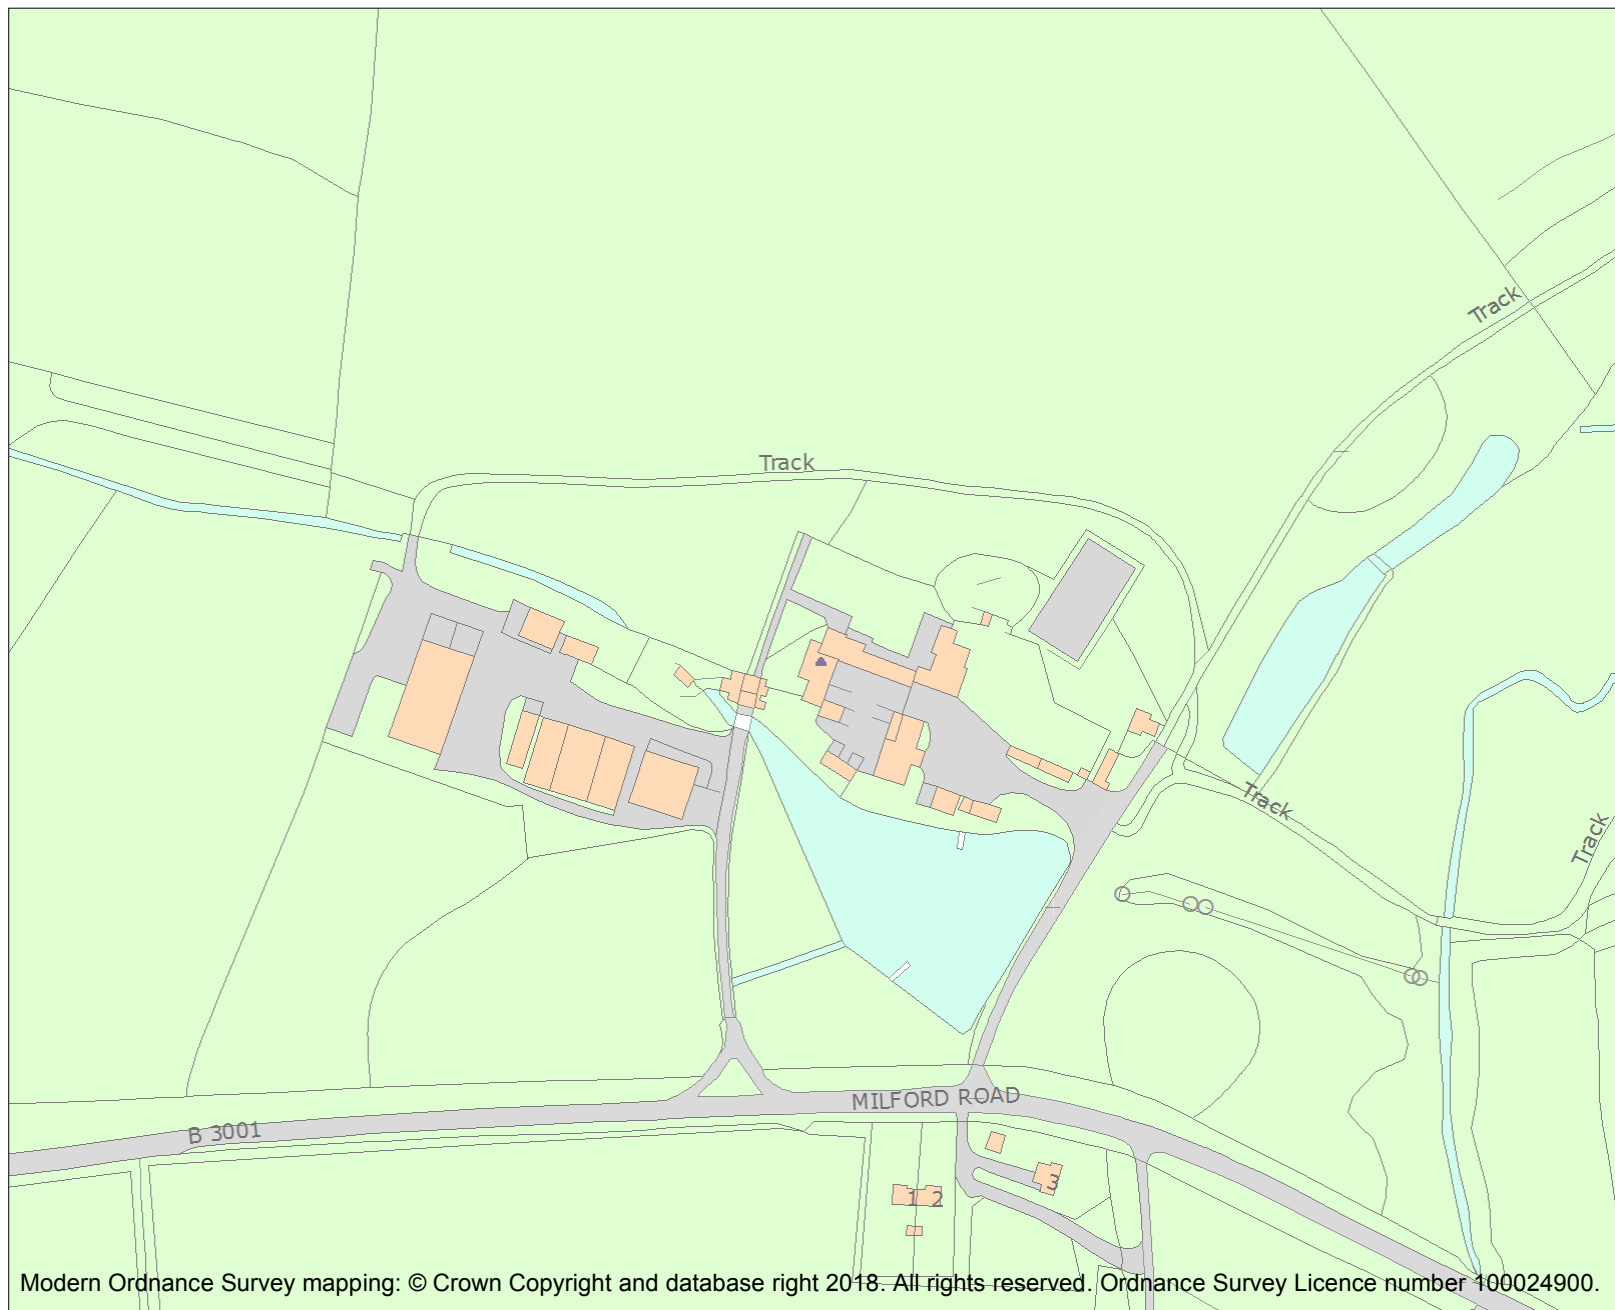 Track
Track
Track
Track
MILFORD ROAD
B 3001
3
1 2
Modern Ordnance Survey mapping: © Crown Copyright and database right 2018. All rights reserved. Ordnance Survey Licence number 100024900.